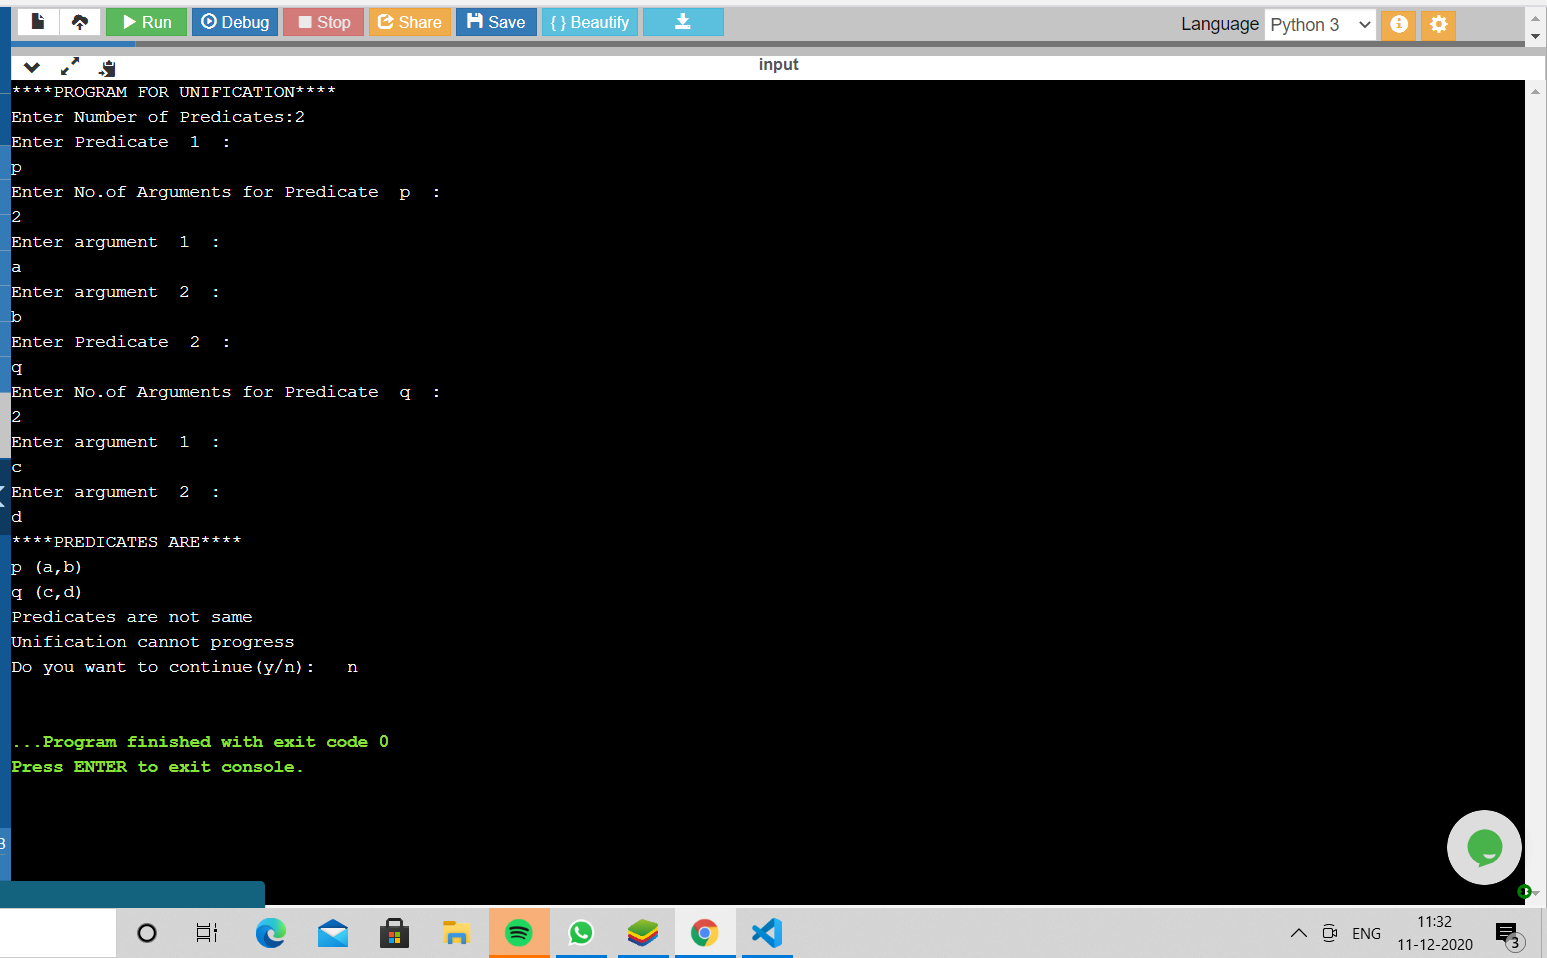 Run Debug Stop Share Save { } Beautify Language Python 3
input
****PROGRAM FOR UNIFICATION****
Enter Number of Predicates:2
Enter Predicate  1  :
p
Enter No.of Arguments for Predicate  p  :
2
Enter argument  1  :
a
Enter argument  2  :
b
Enter Predicate  2  :
q
Enter No.of Arguments for Predicate  q  :
2
Enter argument  1  :
c
Enter argument  2  :
d
****PREDICATES ARE****
p (a,b)
q (c,d)
Predicates are not same
Unification cannot progress
Do you want to continue(y/n):   n
...Program finished with exit code 0
Press ENTER to exit console.
ENG
11:32
11-12-2020
3